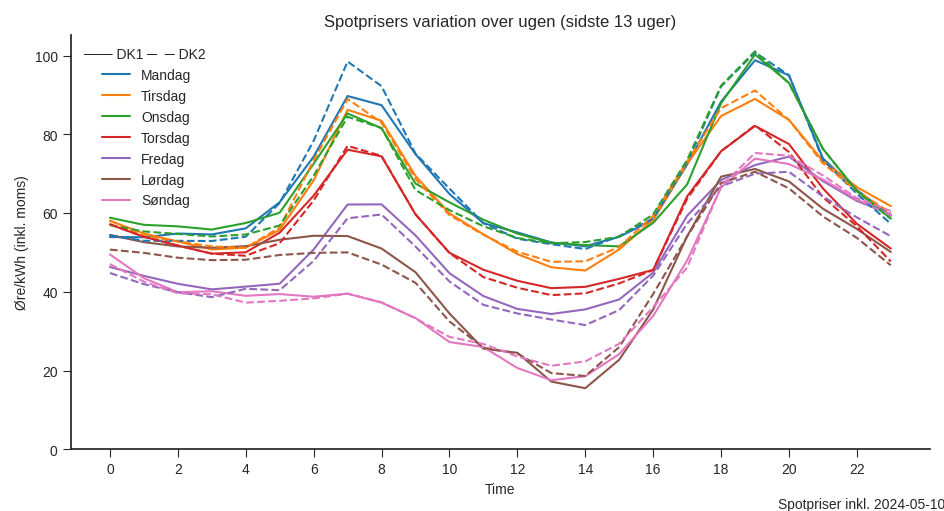 Spotprisers variation over ugen (sidste 13 uger)
DK1 DK2
Mandag
Tirsdag
Onsdag
Torsdag
Fredag
Lørdag
Søndag
Øre/kWh (inkl. moms)
100
80
60
40
20
0
0 2 4 6 8 10 12 14 16 18 20 22
Time
Spotpriser inkl. 2024-05-10